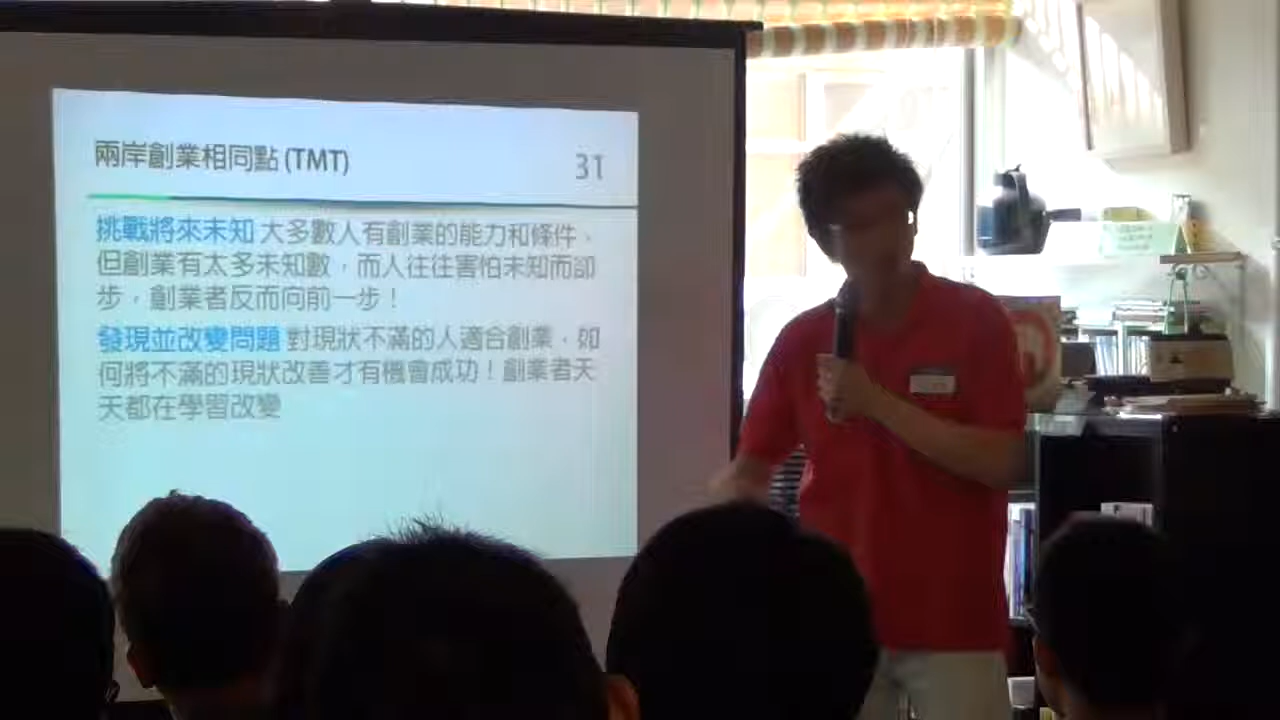 兩岸創業相同點 (TMT)
31
挑戰將來未知 大多數人有創業的能力和條件，
但創業有太多未知數，而人往往害怕未知而卻
步，創業者反而向前一步！
發現並改變問題 對現狀不滿的人適合創業，如
何將不滿的現狀改善才有機會成功！創業者天
天都在學習改變